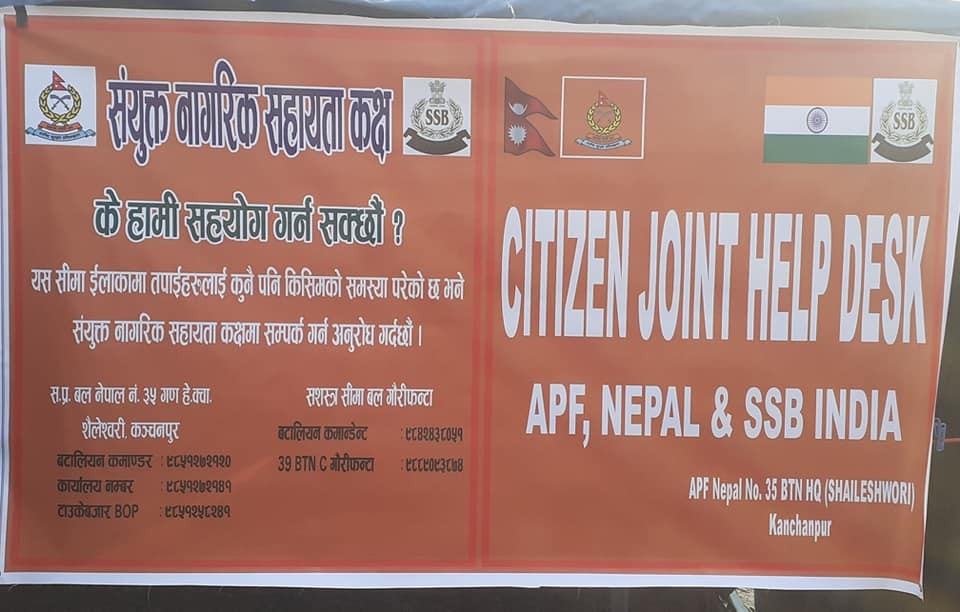 संयुक्त नागरिक सहायता कक्ष
SSB
के हामी सहयोग गर्न सक्छौ ?
यस सीमा ईलाकामा तपाईहरुलाई कुनै पनि किसिमको समस्या परेको छ भने
संयुक्त नागरिक सहायता कक्षमा सम्पर्क गर्न अनुरोध गर्दछौं ।
स.प्र. बल नेपाल नं. ३५ गण हे.क्वा.
शैलेश्वरी, कञ्चनपुर
बटालियन कमाण्डर : ९८५१२७२१२०
कार्यालय नम्बर : ९८५१२७२१४१
टाउकेबजार BOP : ९८५१२५८२४१
सशस्त्र सीमा बल गौरीफन्टा
बटालियन कमान्डेन्ट : ९८२४३८०५१
39 BTN C गौरीफन्टा : ९८८९०९३८७४
SSB
CITIZEN JOINT HELP DESK
APF, NEPAL & SSB INDIA
APF Nepal No. 35 BTN HQ (SHAILESHWORI)
Kanchanpur